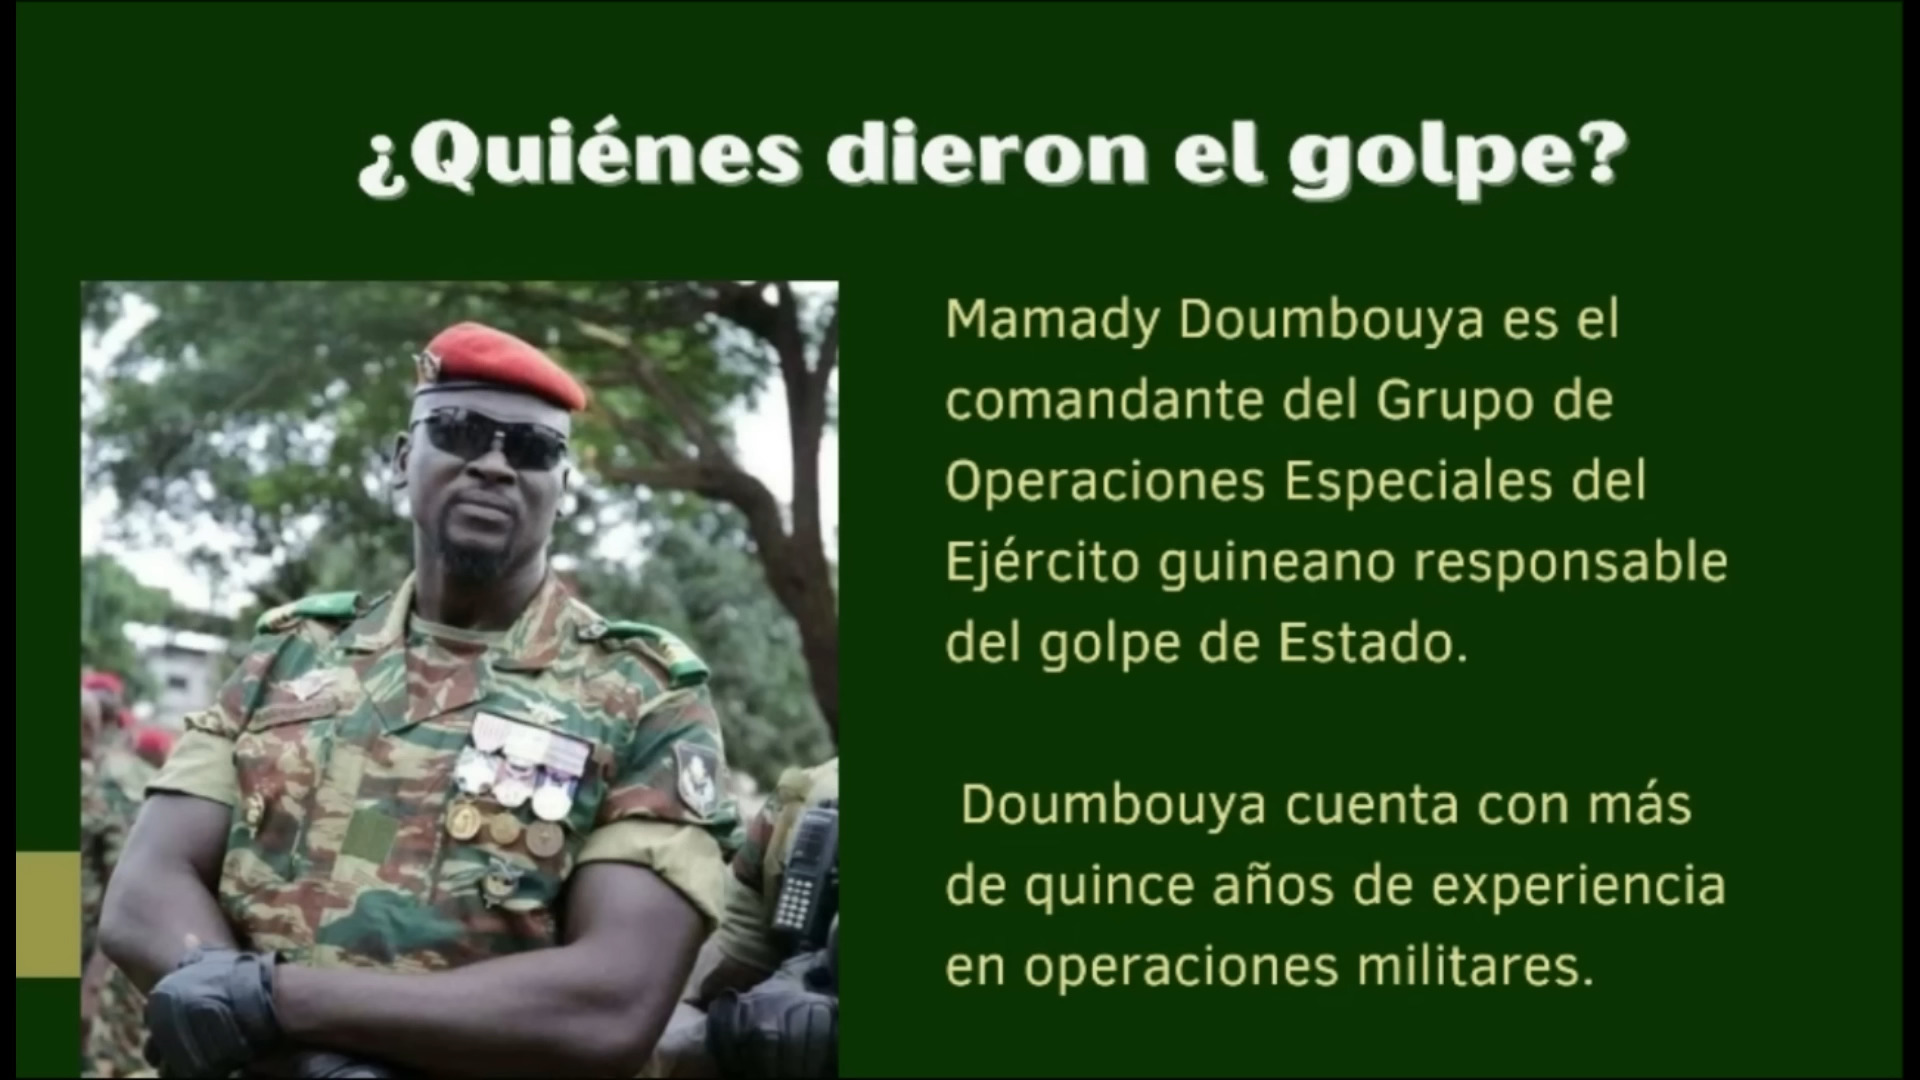 ¿Quiénes dieron el golpe?
Mamady Doumbouya es el
comandante del Grupo de
Operaciones Especiales del
Ejército guineano responsable
del golpe de Estado.
Doumbouya cuenta con más
de quince años de experiencia
en operaciones militares.